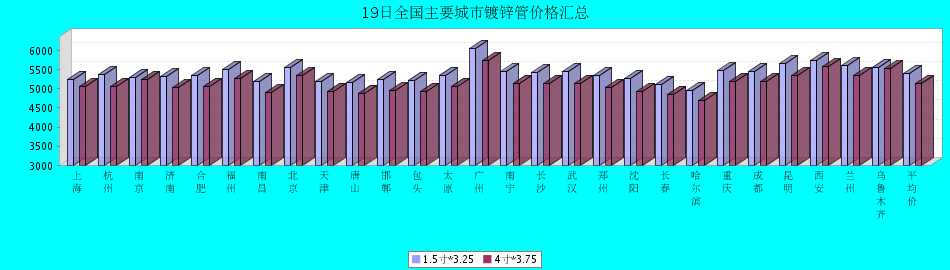 19日全国主要城市镀锌管价格汇总
6000
5500
5000
4500
4000
3500
3000
上海 杭州 南京 济南 合肥 福州 南昌 北京 天津 唐山 邯郸 包头 太原 广州 南宁 长沙 武汉 郑州 沈阳 长春 哈尔滨 重庆 成都 昆明 西安 兰州 乌鲁木齐 平均价
1.5寸*3.25 4寸*3.75